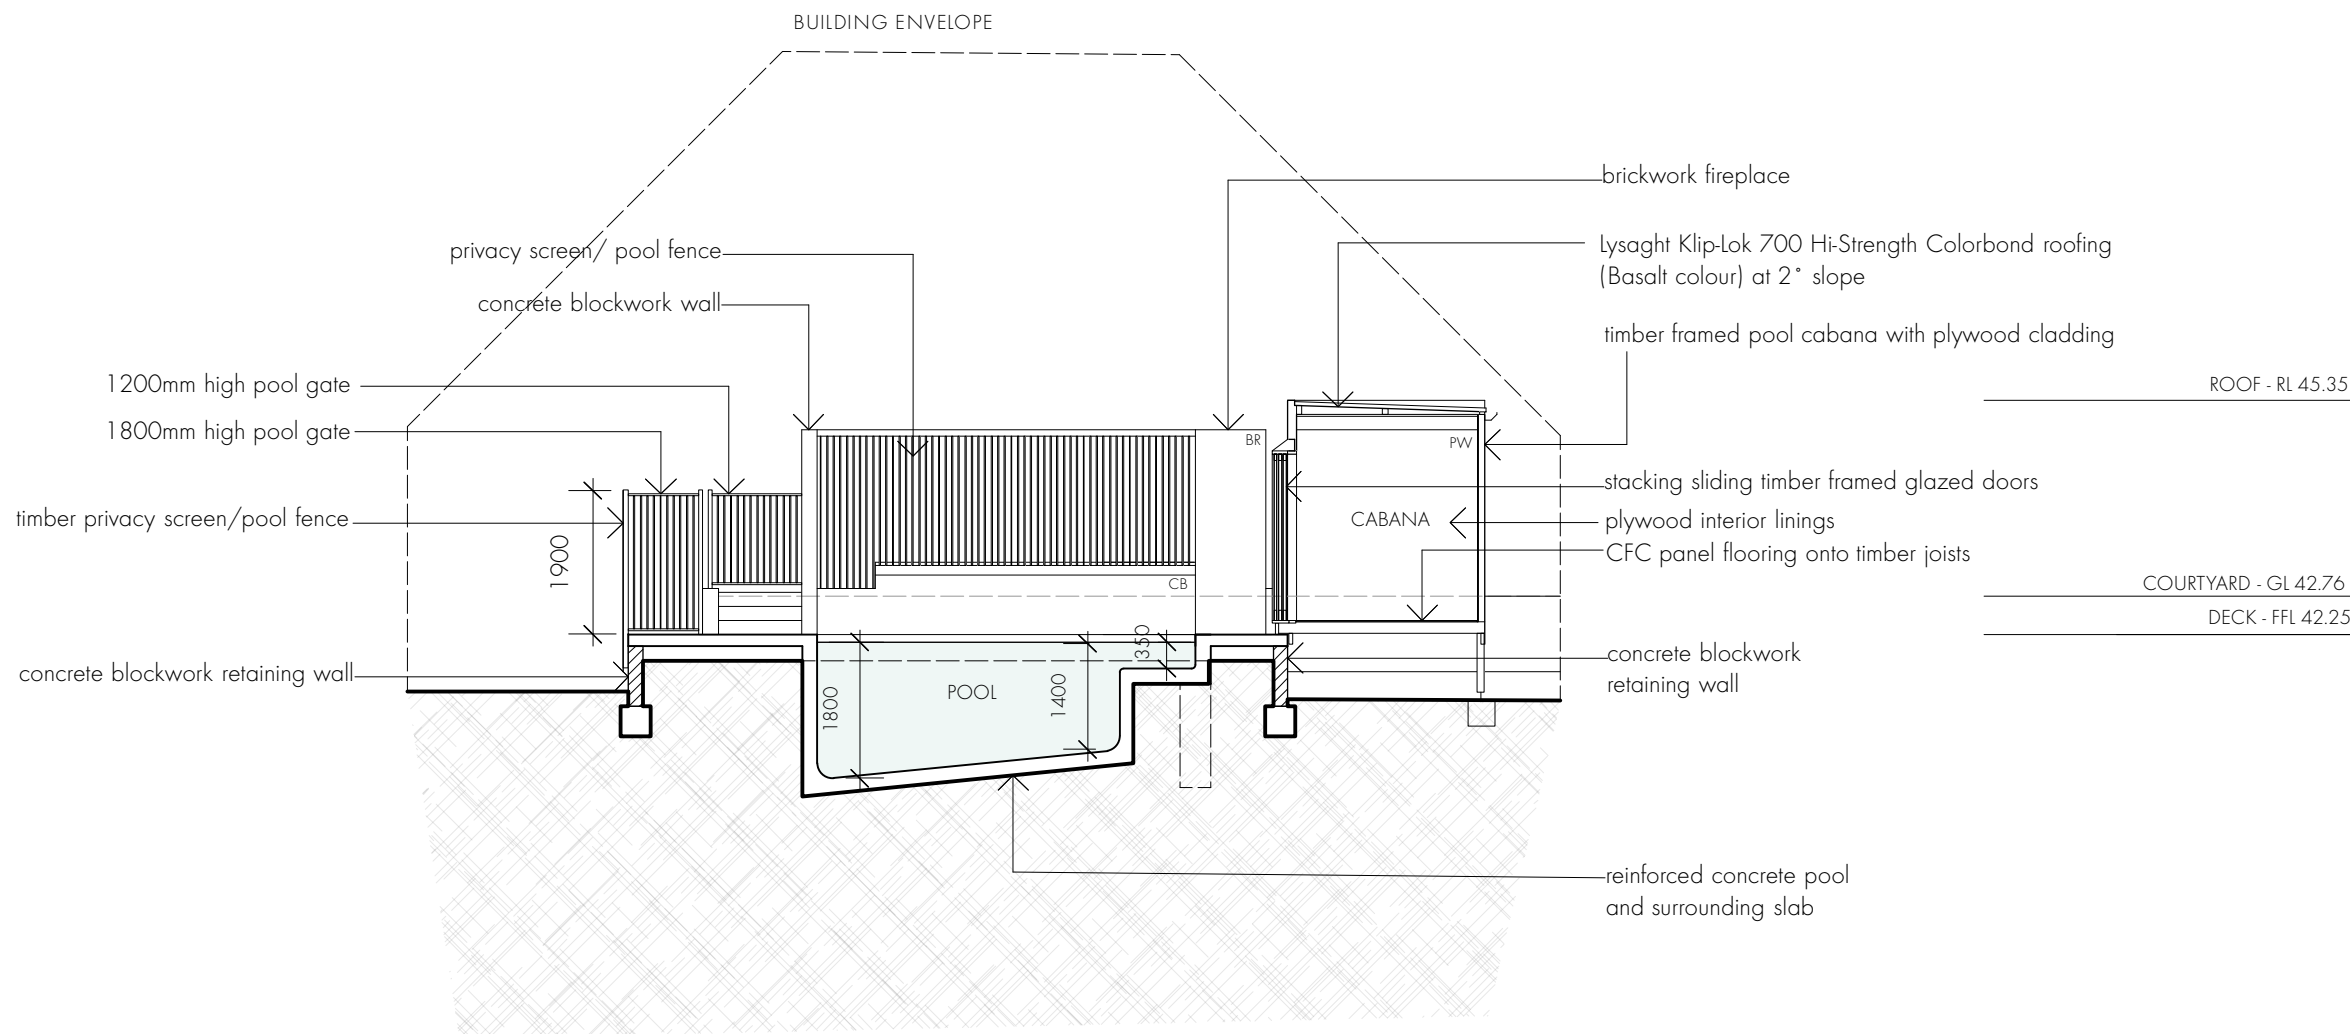 BUILDING ENVELOPE
brickwork fireplace
privacy screen/ pool fence
Lysaght Klip-Lok 700 Hi-Strength Colorbond roofing
(Basalt colour) at 2° slope
concrete blockwork wall
timber framed pool cabana with plywood cladding
1200mm high pool gate
ROOF - RL 45.35
1800mm high pool gate
BR
PW
stacking sliding timber framed glazed doors
timber privacy screen/pool fence
CABANA
plywood interior linings
1900
CFC panel flooring onto timber joists
CB
COURTYARD - GL 42.76
DECK - FFL 42.25
350
concrete blockwork
retaining wall
concrete blockwork retaining wall
POOL
1800
1400
reinforced concrete pool
and surrounding slab